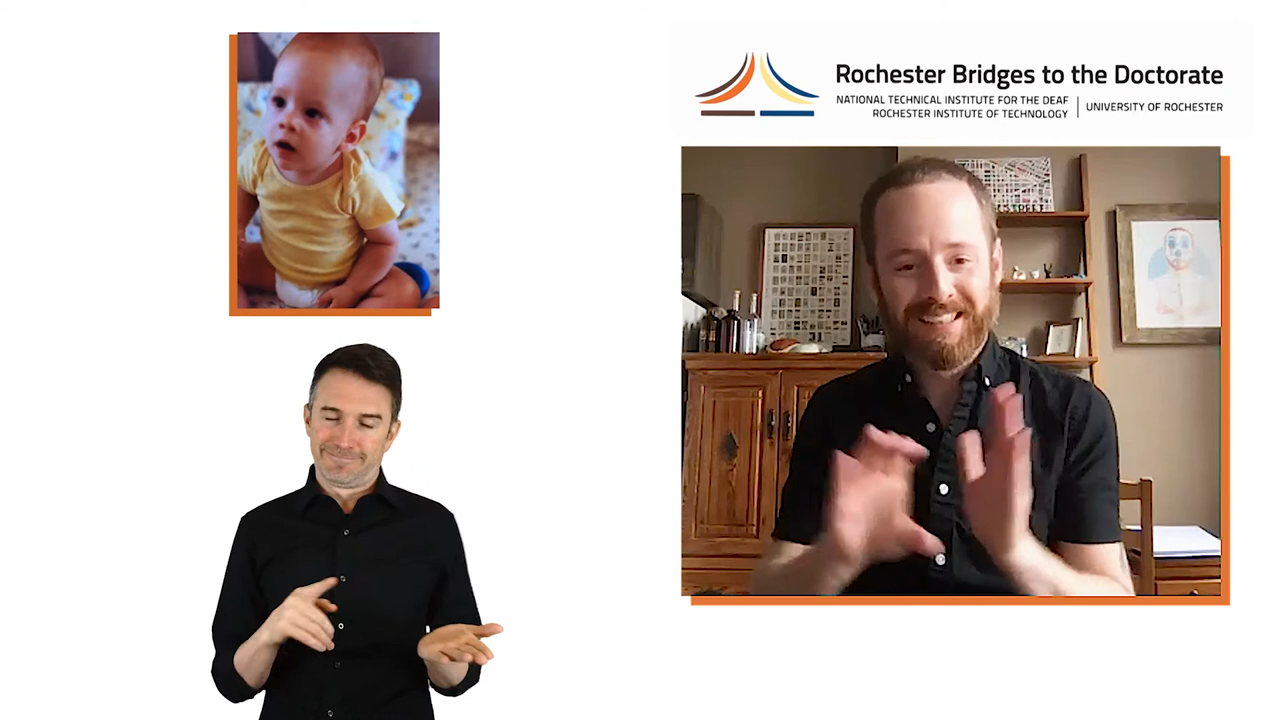 Rochester Bridges to the Doctorate
NATIONAL TECHNICAL INSTITUTE FOR THE DEAF
ROCHESTER INSTITUTE OF TECHNOLOGY
UNIVERSITY OF ROCHESTER